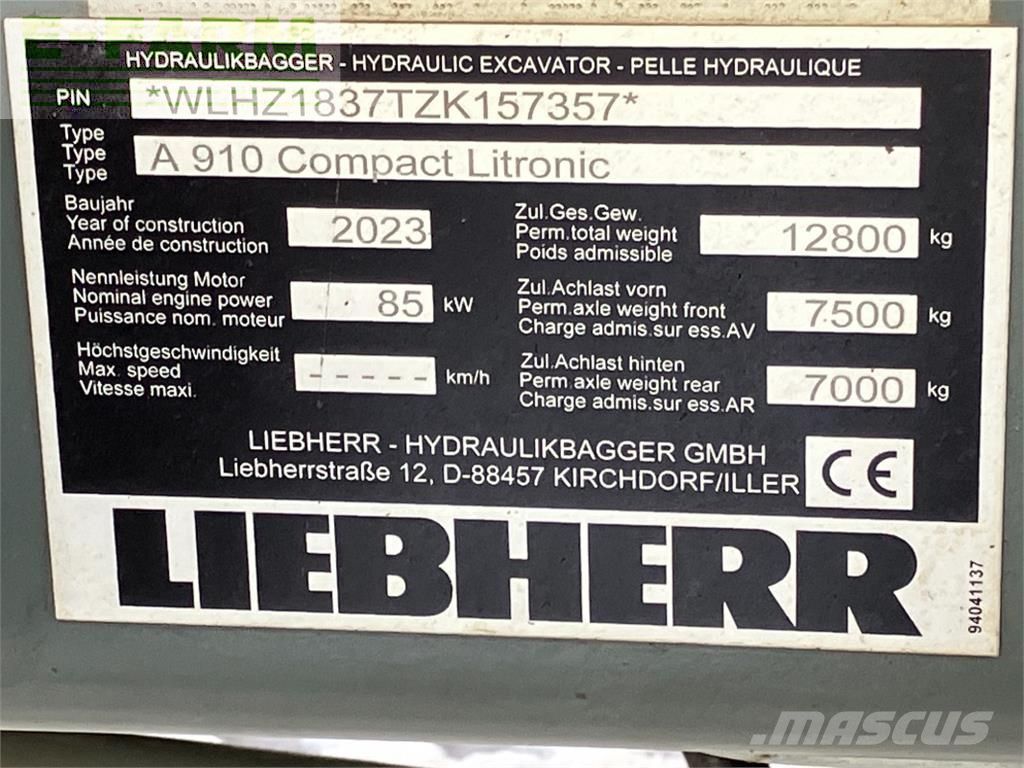 E-FARM
HYDRAULIKBAGGER - HYDRAULIC EXCAVATOR - PELLE HYDRAULIQUE
PIN *WLHZ1837TZK157357*
Type
Type A 910 Compact Litronic
Type
Baujahr
Year of construction 2023
Année de construction
Zul.Ges.Gew.
Perm.total weight 12800 kg
Poids admissible
Nennleistung Motor
Nominal engine power 85 kW
Puissance nom. moteur
Zul.Achlast vorn
Perm.axle weight front 7.500 kg
Charge admis.sur ess.AV
Höchstgeschwindigkeit
Max. speed - - - - - km/h
Vitesse maxi.
Zul.Achlast hinten
Perm.axle weight rear 7000 kg
Charge admis.sur ess.AR
LIEBHERR - HYDRAULIKBAGGER GMBH
Liebherrstraße 12, D-88457 KIRCHDORF/ILLER
CE
LIEBHERR
94041137
MASCUS